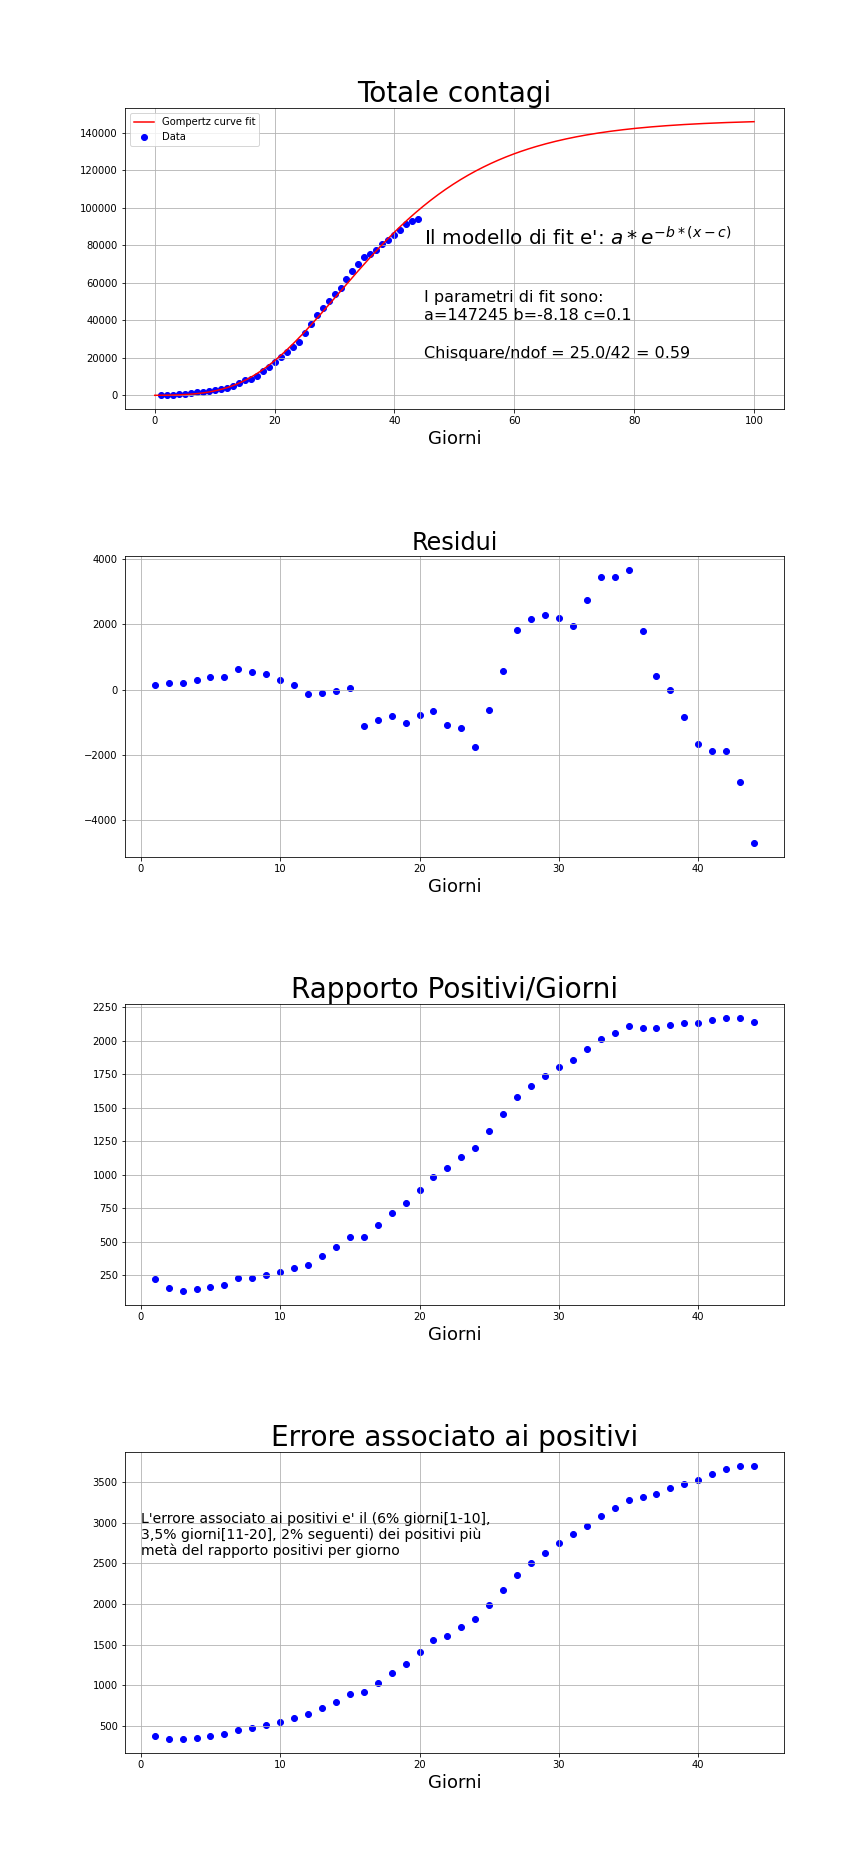 Totale contagi
Gompertz curve fit
Data
140000
120000
100000
80000
60000
40000
20000
0
Il modello di fit e': a * e^{-b*(x-c)}
I parametri di fit sono:
a=147245 b=-8.18 c=0.1
Chisquare/ndof = 25.0/42 = 0.59
0 20 40 60 80 100
Giorni
Residui
4000
2000
0
−2000
−4000
0 10 20 30 40
Giorni
Rapporto Positivi/Giorni
2250
2000
1750
1500
1250
1000
750
500
250
0 10 20 30 40
Giorni
Errore associato ai positivi
3500
3000
2500
2000
1500
1000
500
L'errore associato ai positivi e' il (6% giorni[1-10],
3,5% giorni[11-20], 2% seguenti) dei positivi più
metà del rapporto positivi per giorno
0 10 20 30 40
Giorni